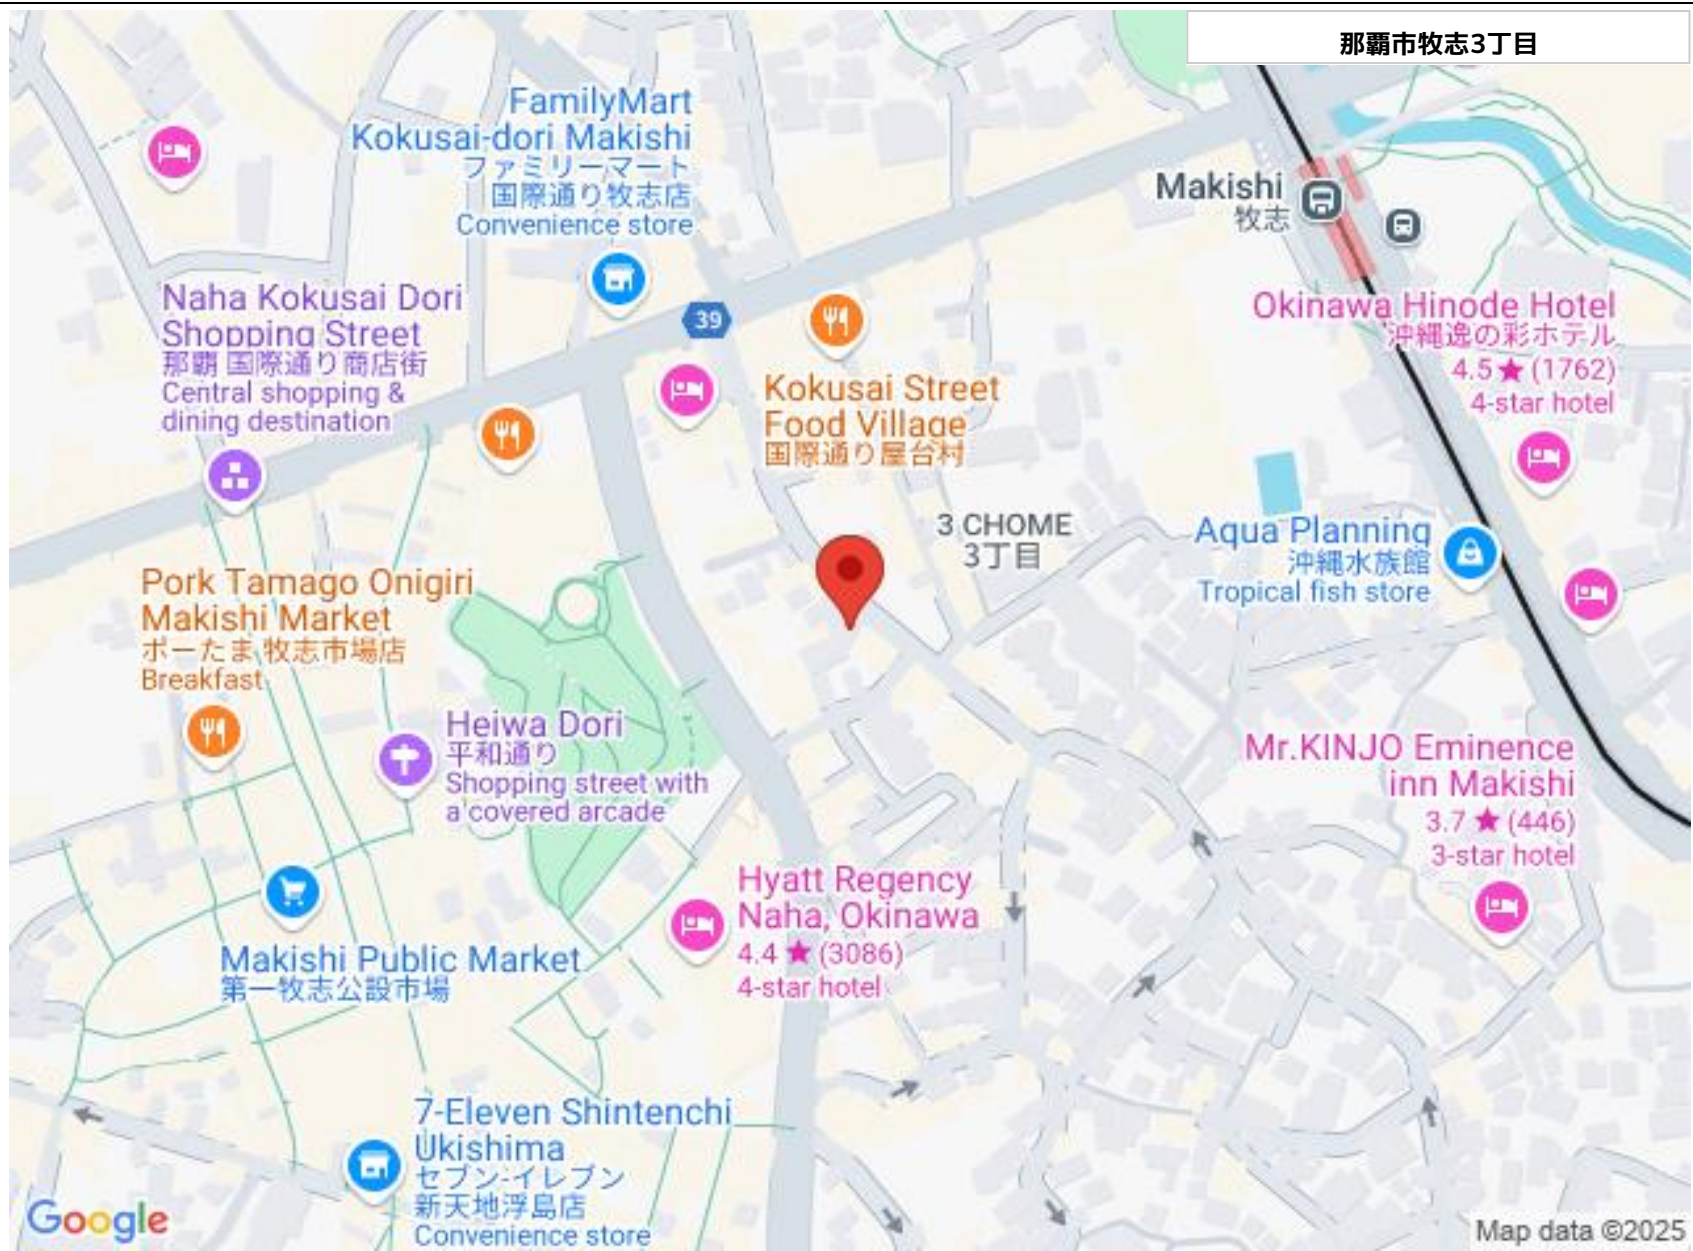 那覇市牧志3丁目
FamilyMart
Kokusai-dori Makishi
ファミリーマート
国際通り牧志店
Convenience store
Makishi
牧志
Naha Kokusai Dori
Shopping Street
那覇 国際通り商店街
Central shopping &
dining destination
39
Kokusai Street
Food Village
国際通り屋台村
Okinawa Hinode Hotel
沖縄逸の彩ホテル
4.5★(1762)
4-star hotel
3 CHOME
3丁目
Aqua Planning
沖縄水族館
Tropical fish store
Pork Tamago Onigiri
Makishi Market
ポーたま 牧志市場店
Breakfast
Heiwa Dori
平和通り
Shopping street with
a covered arcade
Mr.KINJO Eminence
inn Makishi
3.7★(446)
3-star hotel
Hyatt Regency
Naha, Okinawa
4.4★(3086)
4-star hotel
Makishi Public Market
第一牧志公設市場
7-Eleven Shintenchi
Ukishima
セブン-イレブン
新天地浮島店
Convenience store
Google
Map data ©2025